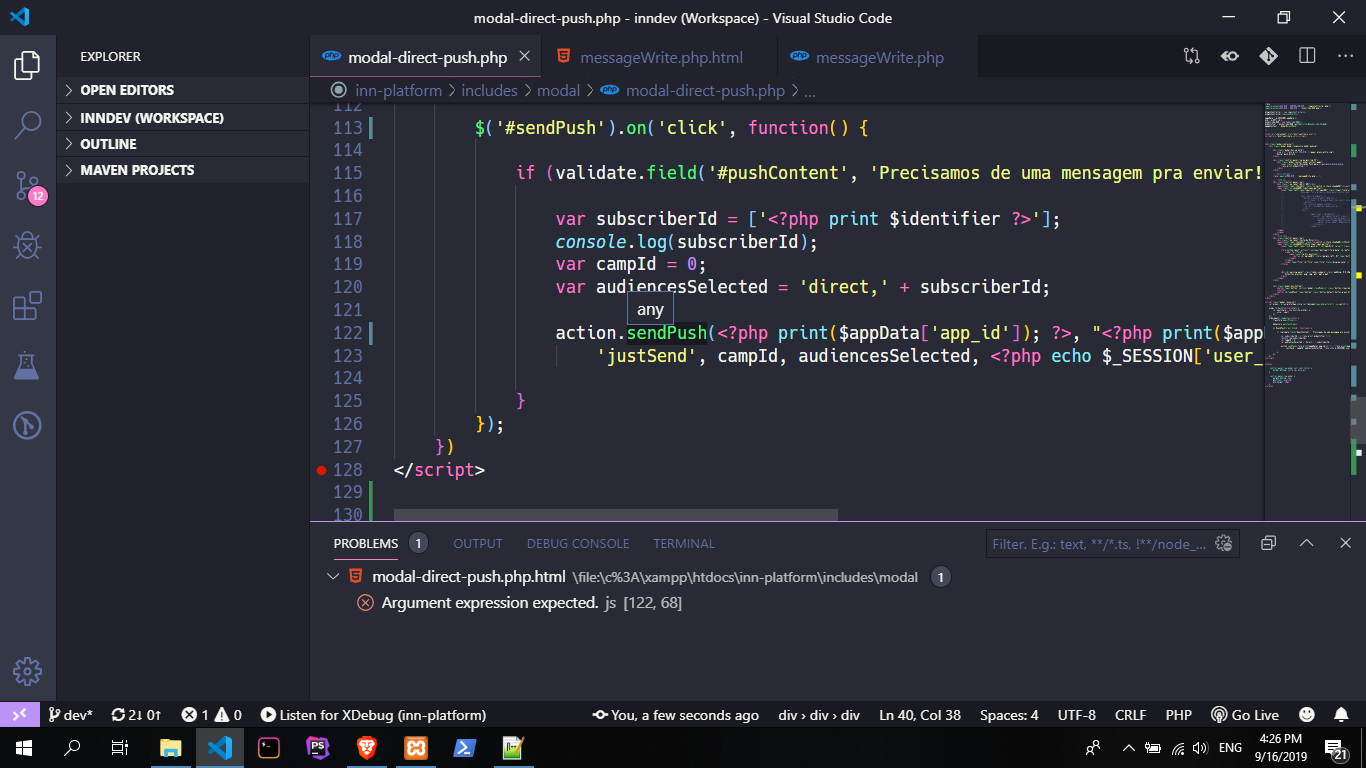 modal-direct-push.php - inndev (Workspace) - Visual Studio Code
EXPLORER
OPEN EDITORS
INNDEV (WORKSPACE)
OUTLINE
MAVEN PROJECTS
12
php modal-direct-push.php
messageWrite.php.html
php messageWrite.php
inn-platform > includes > modal > php modal-direct-push.php > ...
112
113 $('#sendPush').on('click', function() {
114
115 if (validate.field('#pushContent', 'Precisamos de uma mensagem pra enviar!
116
117 var subscriberId = ['<?php print $identifier ?>'];
118 console.log(subscriberId);
119 var campId = 0;
120 var audiencesSelected = 'direct,' + subscriberId;
any
121
122 action.sendPush(<?php print($appData['app_id']); ?>, "<?php print($app
123 'justSend', campId, audiencesSelected, <?php echo $_SESSION['user_
124
125 }
126 });
127 })
128 </script>
129
130
PROBLEMS 1 OUTPUT DEBUG CONSOLE TERMINAL
Filter. E.g.: text, **/*.ts, !**/node_...
modal-direct-push.php.html \file:\c%3A\xampp\htdocs\inn-platform\includes\modal 1
Argument expression expected. js [122, 68]
dev* 2↓ 0↑ 1 0 Listen for XDebug (inn-platform) You, a few seconds ago div › div › div Ln 40, Col 38 Spaces: 4 UTF-8 CRLF PHP Go Live
PS
ENG
4:26 PM
9/16/2019
21